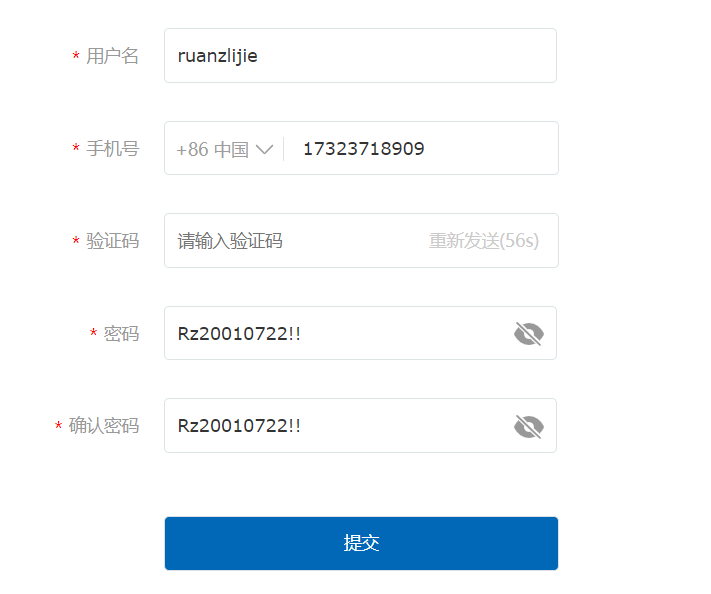 * 用户名 ruanzlijie
* 手机号 +86 中国 17323718909
* 验证码 请输入验证码 重新发送(56s)
* 密码 Rz20010722!!
* 确认密码 Rz20010722!!
提交